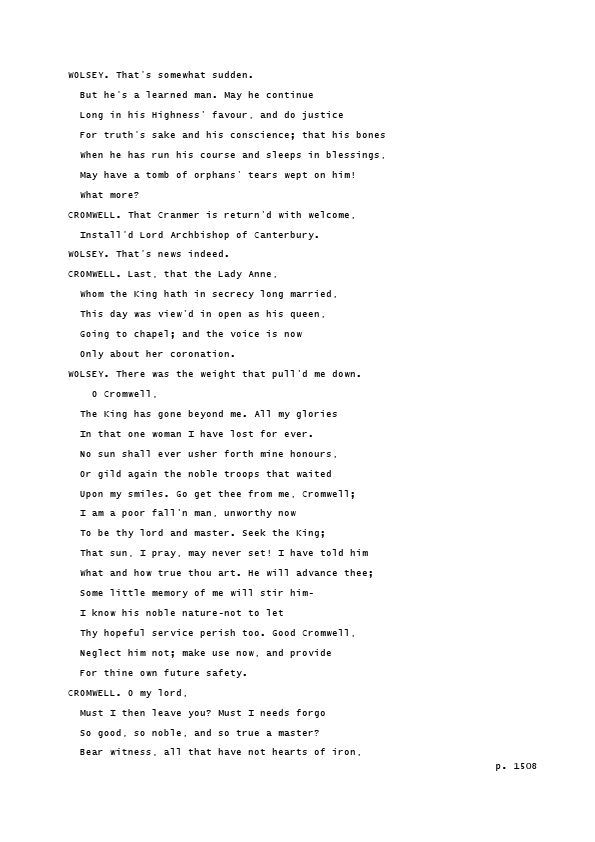 WOLSEY. That's somewhat sudden.
But he's a learned man. May he continue
Long in his Highness' favour, and do justice
For truth's sake and his conscience; that his bones
When he has run his course and sleeps in blessings,
May have a tomb of orphans' tears wept on him!
What more?
CROMWELL. That Cranmer is return'd with welcome,
Install'd Lord Archbishop of Canterbury.
WOLSEY. That's news indeed.
CROMWELL. Last, that the Lady Anne,
Whom the King hath in secrecy long married,
This day was view'd in open as his queen,
Going to chapel; and the voice is now
Only about her coronation.
WOLSEY. There was the weight that pull'd me down.
O Cromwell,
The King has gone beyond me. All my glories
In that one woman I have lost for ever.
No sun shall ever usher forth mine honours,
Or gild again the noble troops that waited
Upon my smiles. Go get thee from me, Cromwell;
I am a poor fall'n man, unworthy now
To be thy lord and master. Seek the King;
That sun, I pray, may never set! I have told him
What and how true thou art. He will advance thee;
Some little memory of me will stir him-
I know his noble nature-not to let
Thy hopeful service perish too. Good Cromwell,
Neglect him not; make use now, and provide
For thine own future safety.
CROMWELL. O my lord,
Must I then leave you? Must I needs forgo
So good, so noble, and so true a master?
Bear witness, all that have not hearts of iron,
p. 1508